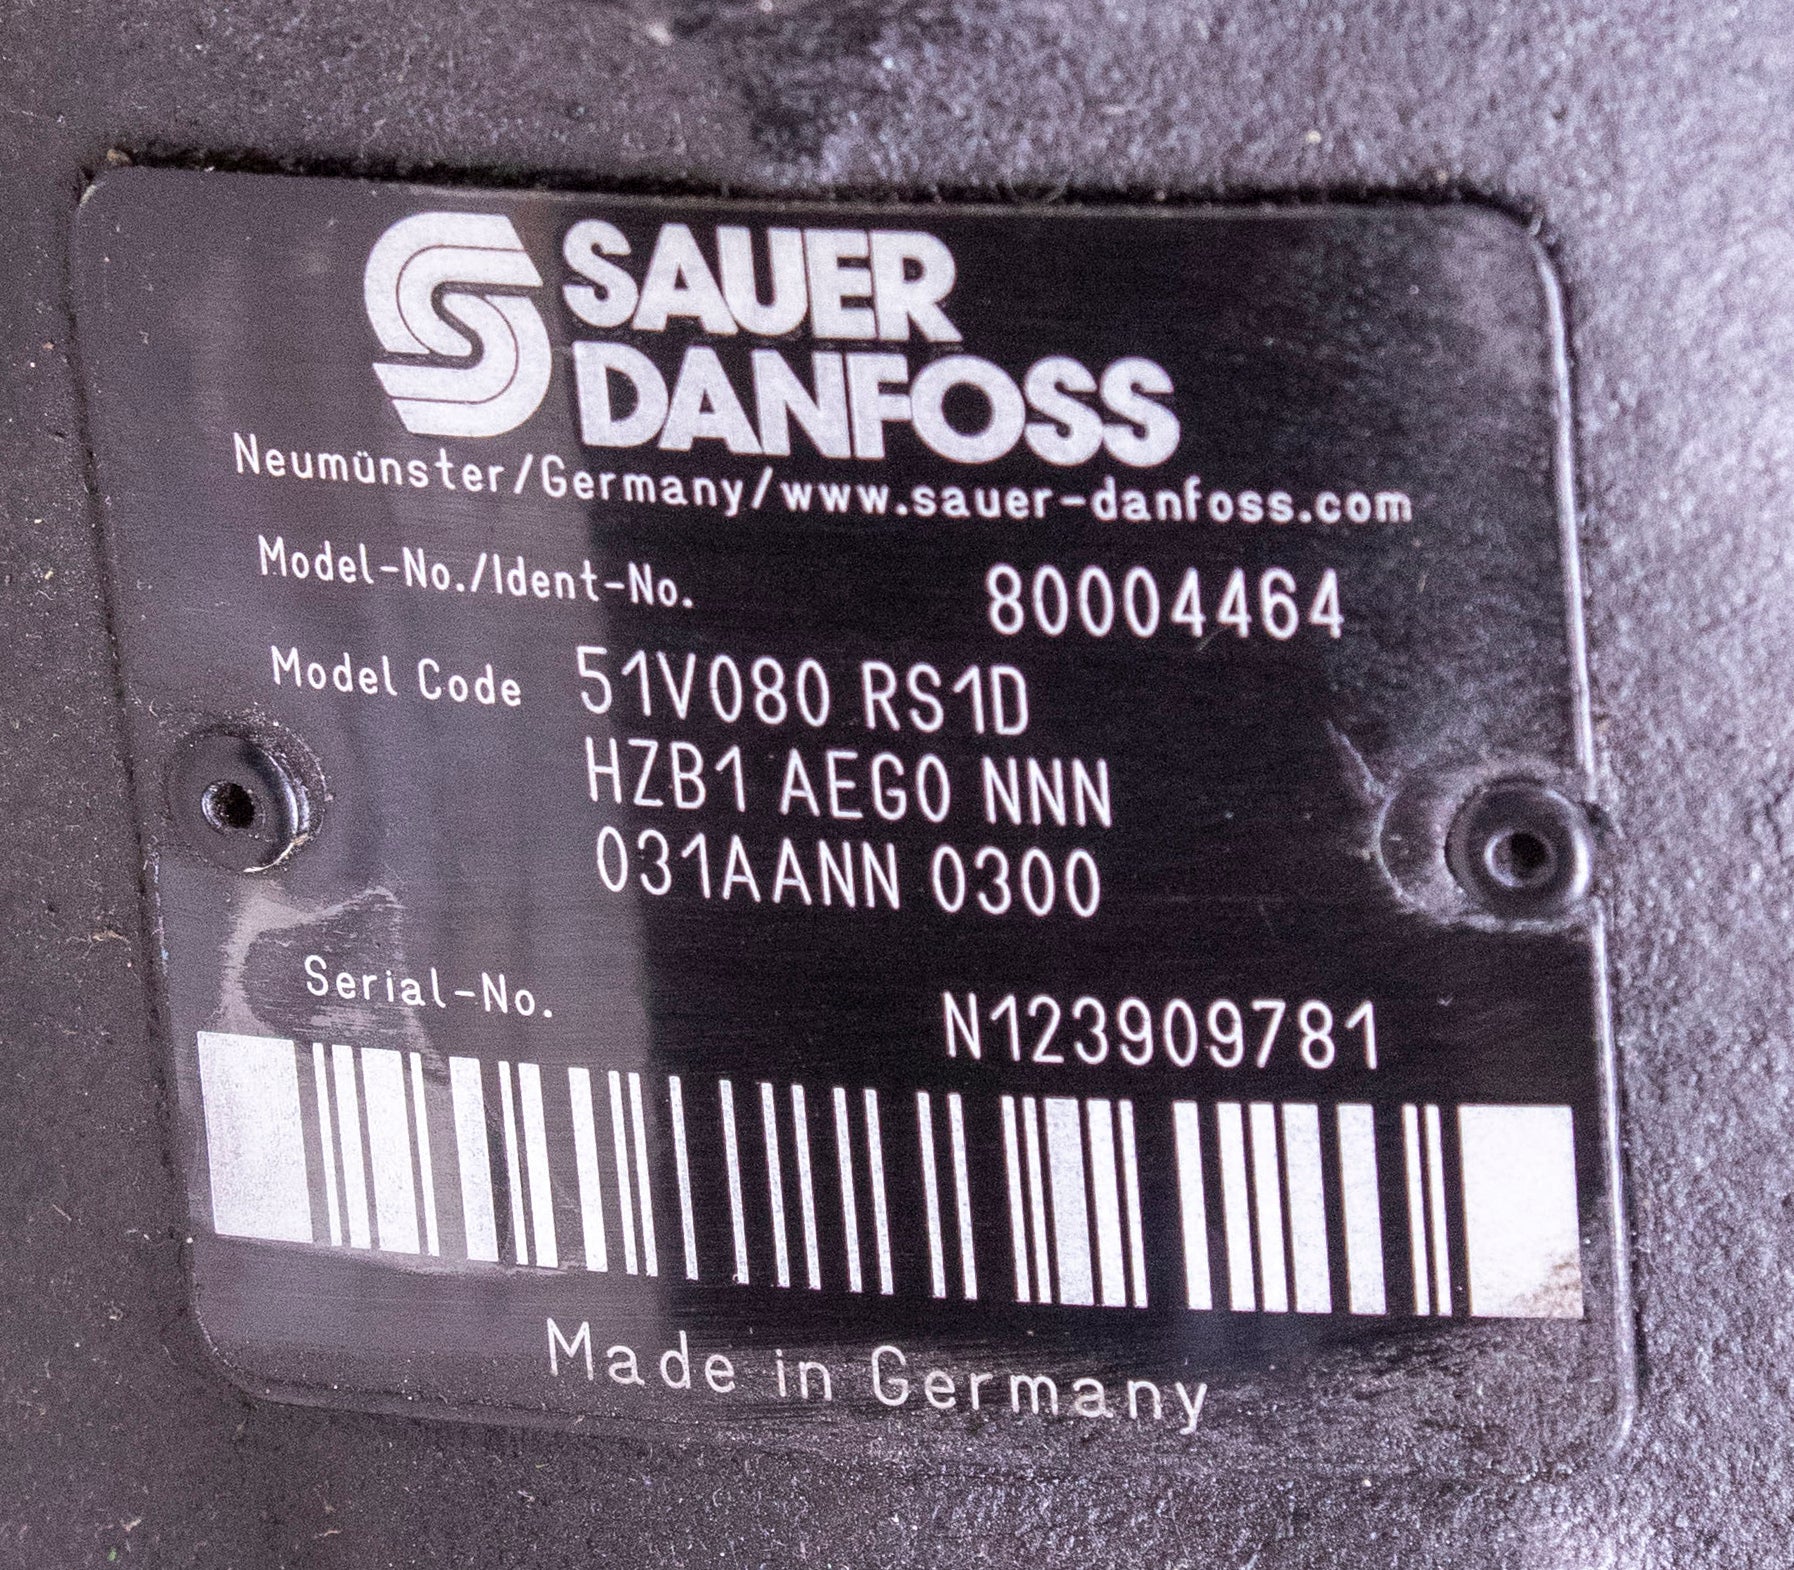 SAUER
DANFOSS
Neumünster/Germany/www.sauer-danfoss.com
Model-No./Ident-No. 80004464
Model Code 51V080 RS1D
HZB1 AEG0 NNN
031AANN 0300
Serial-No. N123909781
Made in Germany